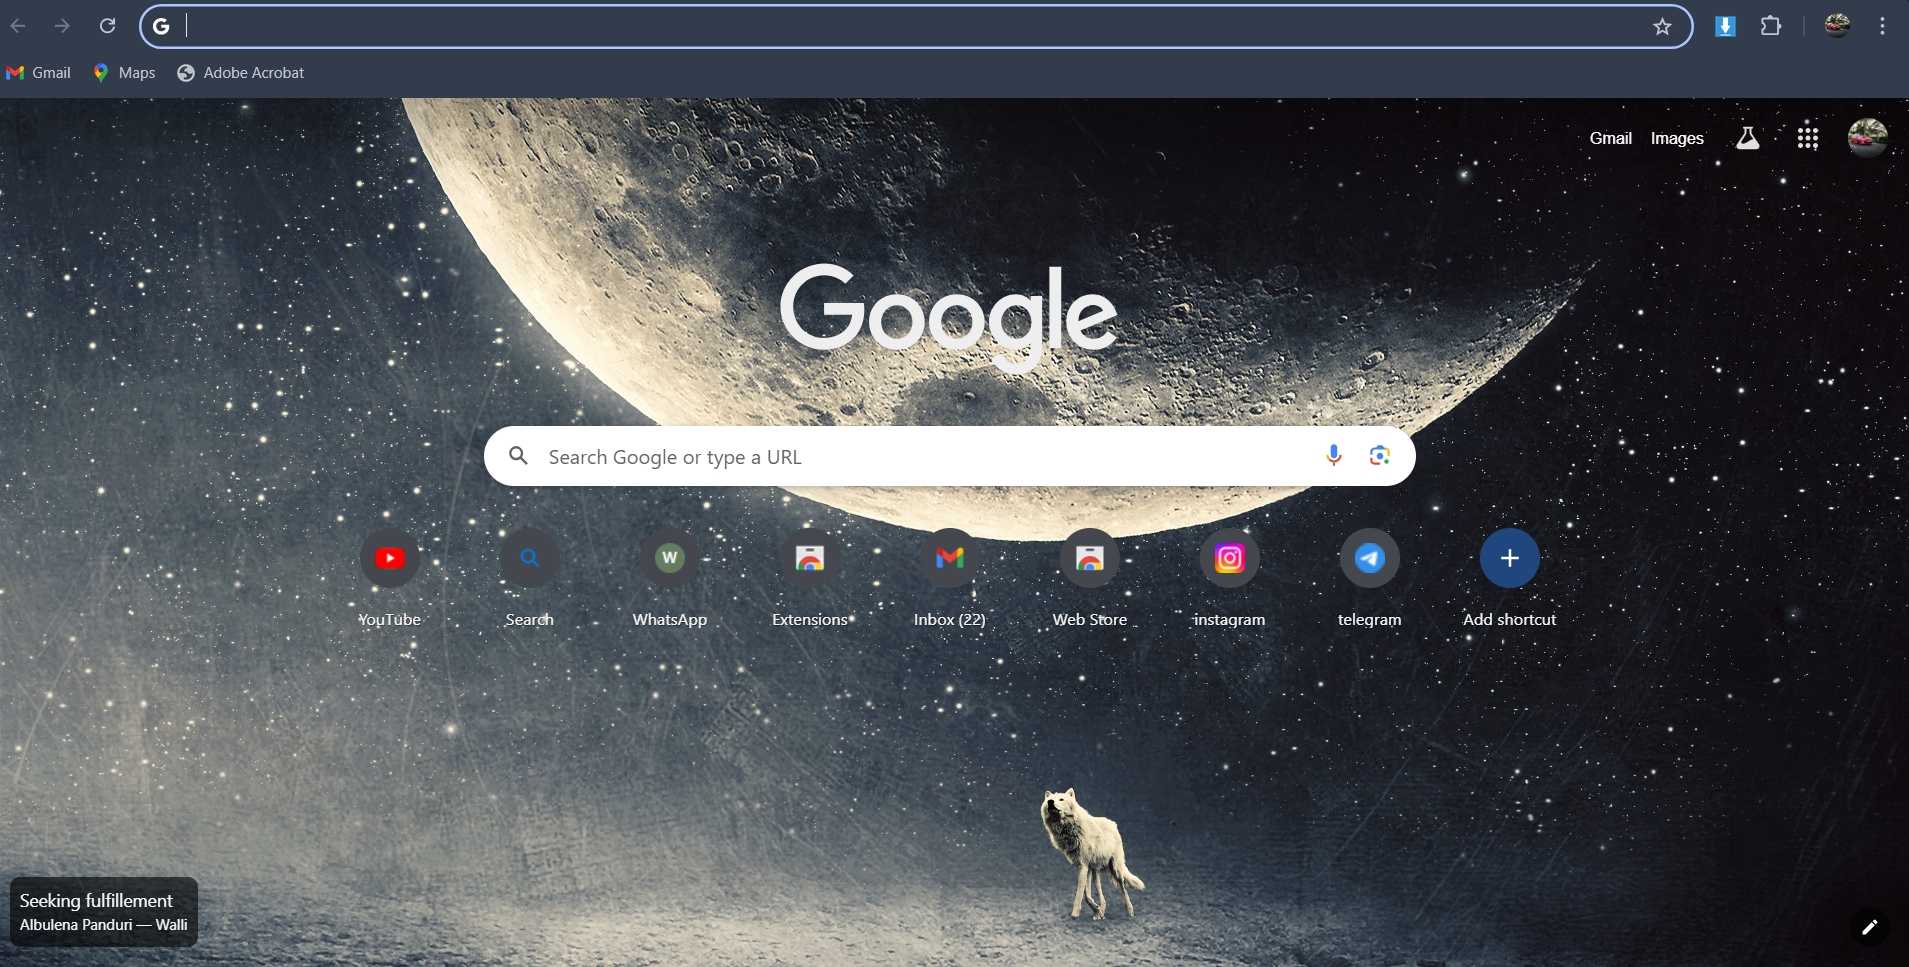 Gmail
Maps
Adobe Acrobat
Gmail
Images
Google
Search Google or type a URL
YouTube
Search
W
WhatsApp
Extensions
Inbox (22)
Web Store
instagram
telegram
Add shortcut
Seeking fulfillement
Albulena Panduri — Walli